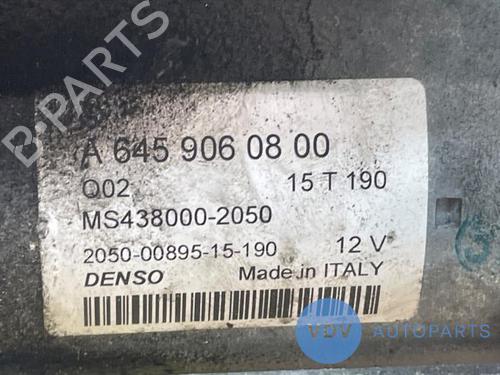 B-PARTS
A 645 906 08 00
Q02 15 T 190
MS438000-2050
2050-00895-15-190 12 V
DENSO Made in ITALY
VDV AUTOPARTS